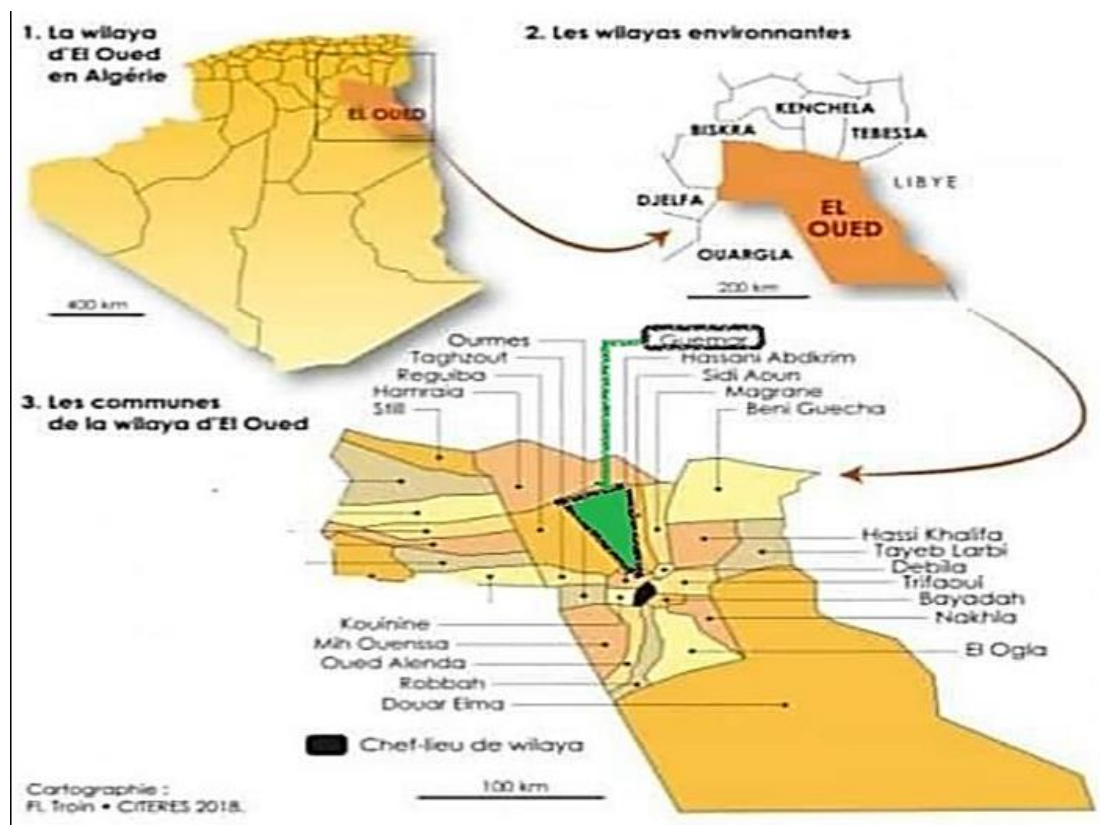 1. La wilaya
d'El Oued
en Algérie
EL OUED
400 km
2. Les wilayas environnantes
KENCHELA
BISKRA
TEBESSA
LIBYE
DJELFA
EL
OUED
OUARGLA
200 km
3. Les communes
de la wilaya d'El Oued
Ourmes
Taghzout
Reguiba
Hamraia
Still
Guemar
Hassani Abdkrim
Sidi Aoun
Magrane
Beni Guecha
Hassi Khalifa
Tayeb Larbi
Debila
Trifaoui
Bayadah
Nakhla
El Ogla
Kouinine
Mih Ouenssa
Oued Alenda
Robbah
Douar Elma
Chef-lieu de wilaya
100 km
Cartographie :
Fl. Troin • CITERES 2018.